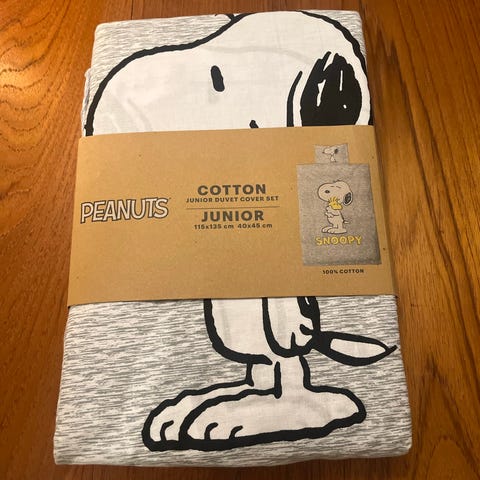 PEANUTS
COTTON
JUNIOR DUVET COVER SET
JUNIOR
115x135 cm 40x45 cm
SNOOPY
100% COTTON